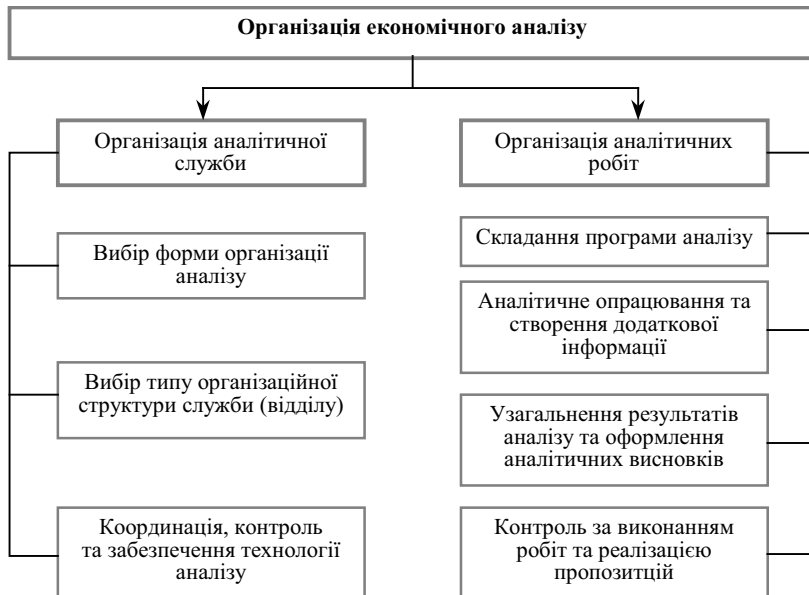 Організація економічного аналізу
Організація аналітичної
служби
Вибір форми організації
аналізу
Вибір типу організаційної
структури служби (відділу)
Координація, контроль
та забезпечення технології
аналізу
Організація аналітичних
робіт
Складання програми аналізу
Аналітичне опрацювання та
створення додаткової
інформації
Узагальнення результатів
аналізу та оформлення
аналітичних висновків
Контроль за виконанням
робіт та реалізацією
пропозитцій